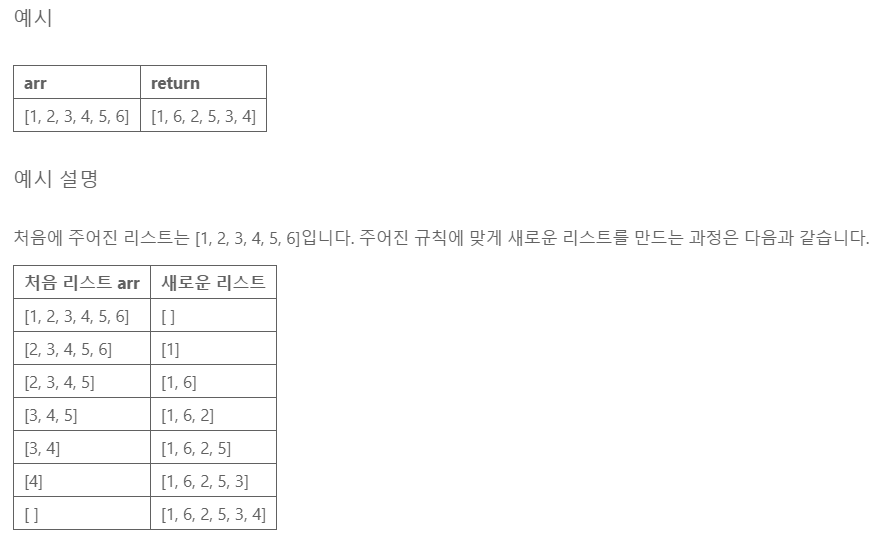 예시
arr return
[1, 2, 3, 4, 5, 6] [1, 6, 2, 5, 3, 4]
예시 설명
처음에 주어진 리스트는 [1, 2, 3, 4, 5, 6]입니다. 주어진 규칙에 맞게 새로운 리스트를 만드는 과정은 다음과 같습니다.
처음 리스트 arr 새로운 리스트
[1, 2, 3, 4, 5, 6] [ ]
[2, 3, 4, 5, 6] [1]
[2, 3, 4, 5] [1, 6]
[3, 4, 5] [1, 6, 2]
[3, 4] [1, 6, 2, 5]
[4] [1, 6, 2, 5, 3]
[ ] [1, 6, 2, 5, 3, 4]